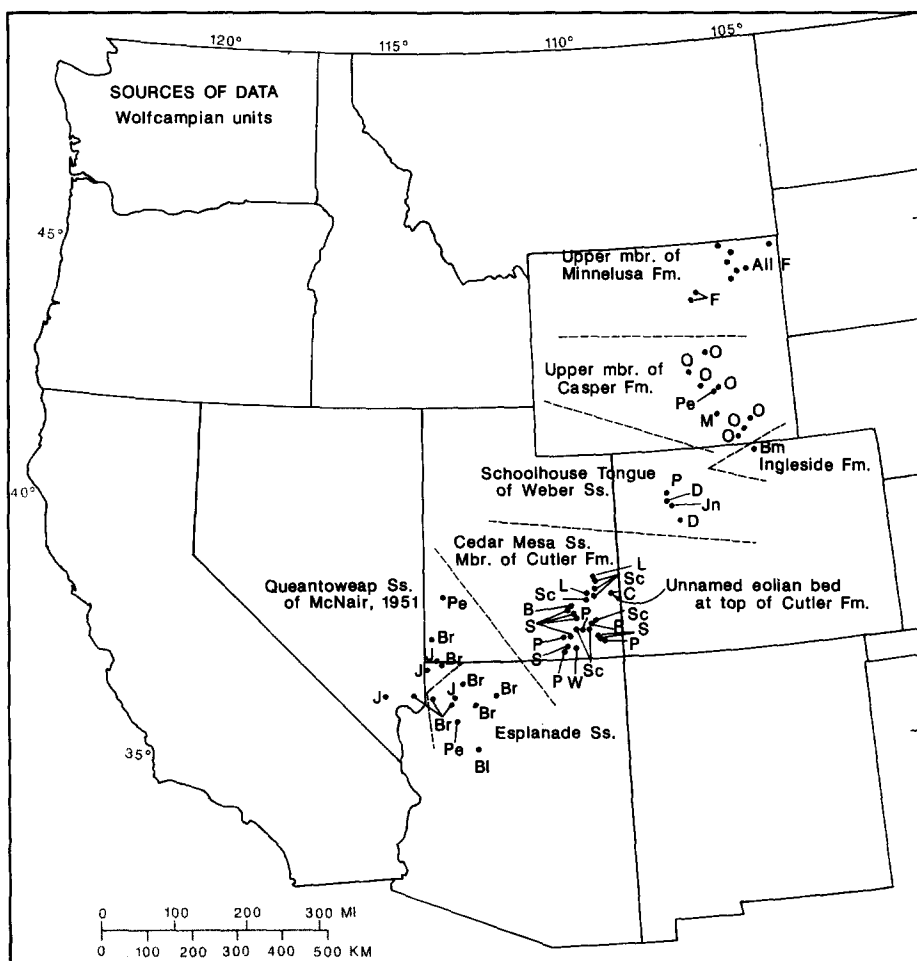 120°
115°
110°
105°
SOURCES OF DATA
Wolfcampian units
45°
Upper mbr. of
Minnelusa Fm.
All F
F
O
O
O
O
Upper mbr. of
Casper Fm.
Pe
M
O
O
O
Bm
Ingleside Fm.
40°
Schoolhouse Tongue
of Weber Ss.
P
D
Jn
D
Cedar Mesa Ss.
Mbr. of Cutler Fm.
Queantoweap Ss.
of McNair, 1951
Pe
L
Sc
L
Sc
C
Unnamed eolian bed
at top of Cutler Fm.
B
S
P
Sc
S
P
P
S
P
W
Sc
Br
J
Br
J
Br
J
Br
Br
Br
Pe
Bl
Esplanade Ss.
35°
0 100 200 300 MI
0 100 200 300 400 500 KM